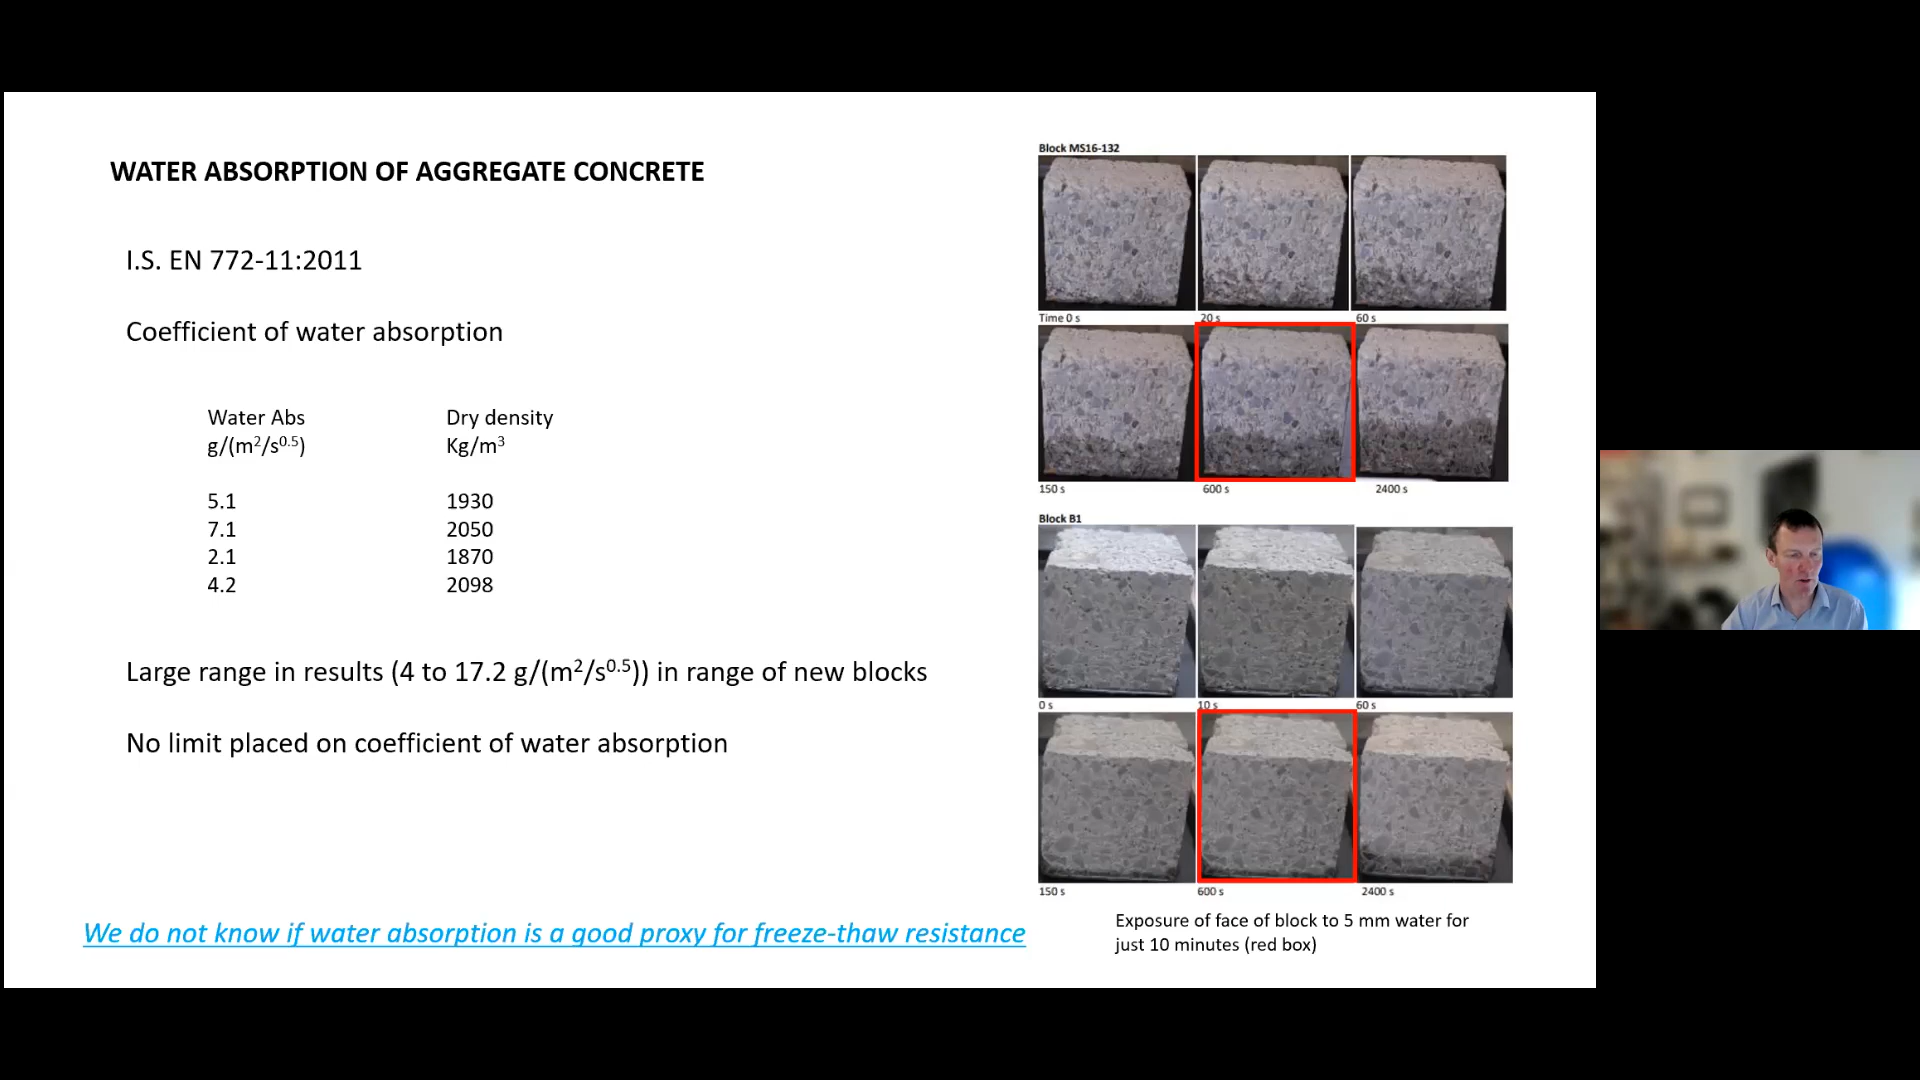 WATER ABSORPTION OF AGGREGATE CONCRETE
I.S. EN 772-11:2011
Coefficient of water absorption
Water Abs Dry density
g/(m²/s⁰·⁵) Kg/m³
5.1 1930
7.1 2050
2.1 1870
4.2 2098
Large range in results (4 to 17.2 g/(m²/s⁰·⁵)) in range of new blocks
No limit placed on coefficient of water absorption
We do not know if water absorption is a good proxy for freeze-thaw resistance
Block MS16-132
Time 0 s 20 s 60 s
150 s 600 s 2400 s
Block B1
0 s 10 s 60 s
150 s 600 s 2400 s
Exposure of face of block to 5 mm water for
just 10 minutes (red box)